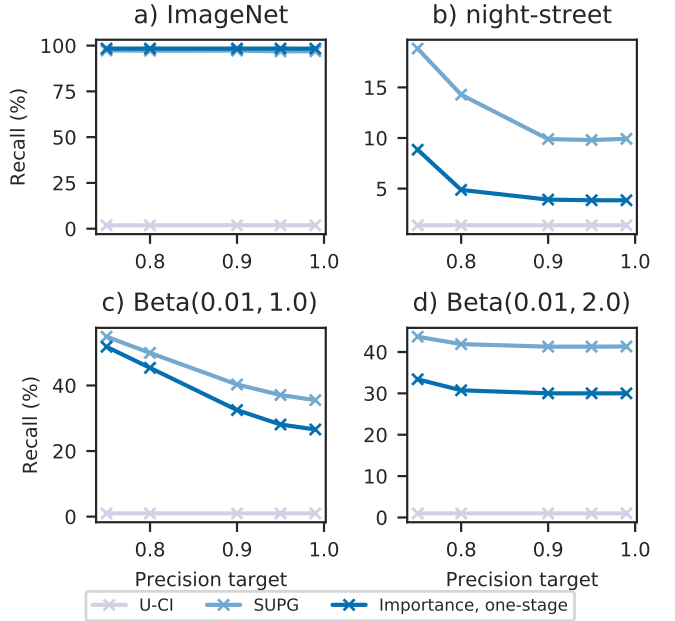 a) ImageNet
b) night-street
100
75
50
25
0
Recall (%)
0.8
0.9
1.0
15
10
5
0.8
0.9
1.0
c) Beta(0.01, 1.0)
d) Beta(0.01, 2.0)
40
20
0
Recall (%)
0.8
0.9
1.0
Precision target
40
30
20
10
0
0.8
0.9
1.0
Precision target
U-CI
SUPG
Importance, one-stage